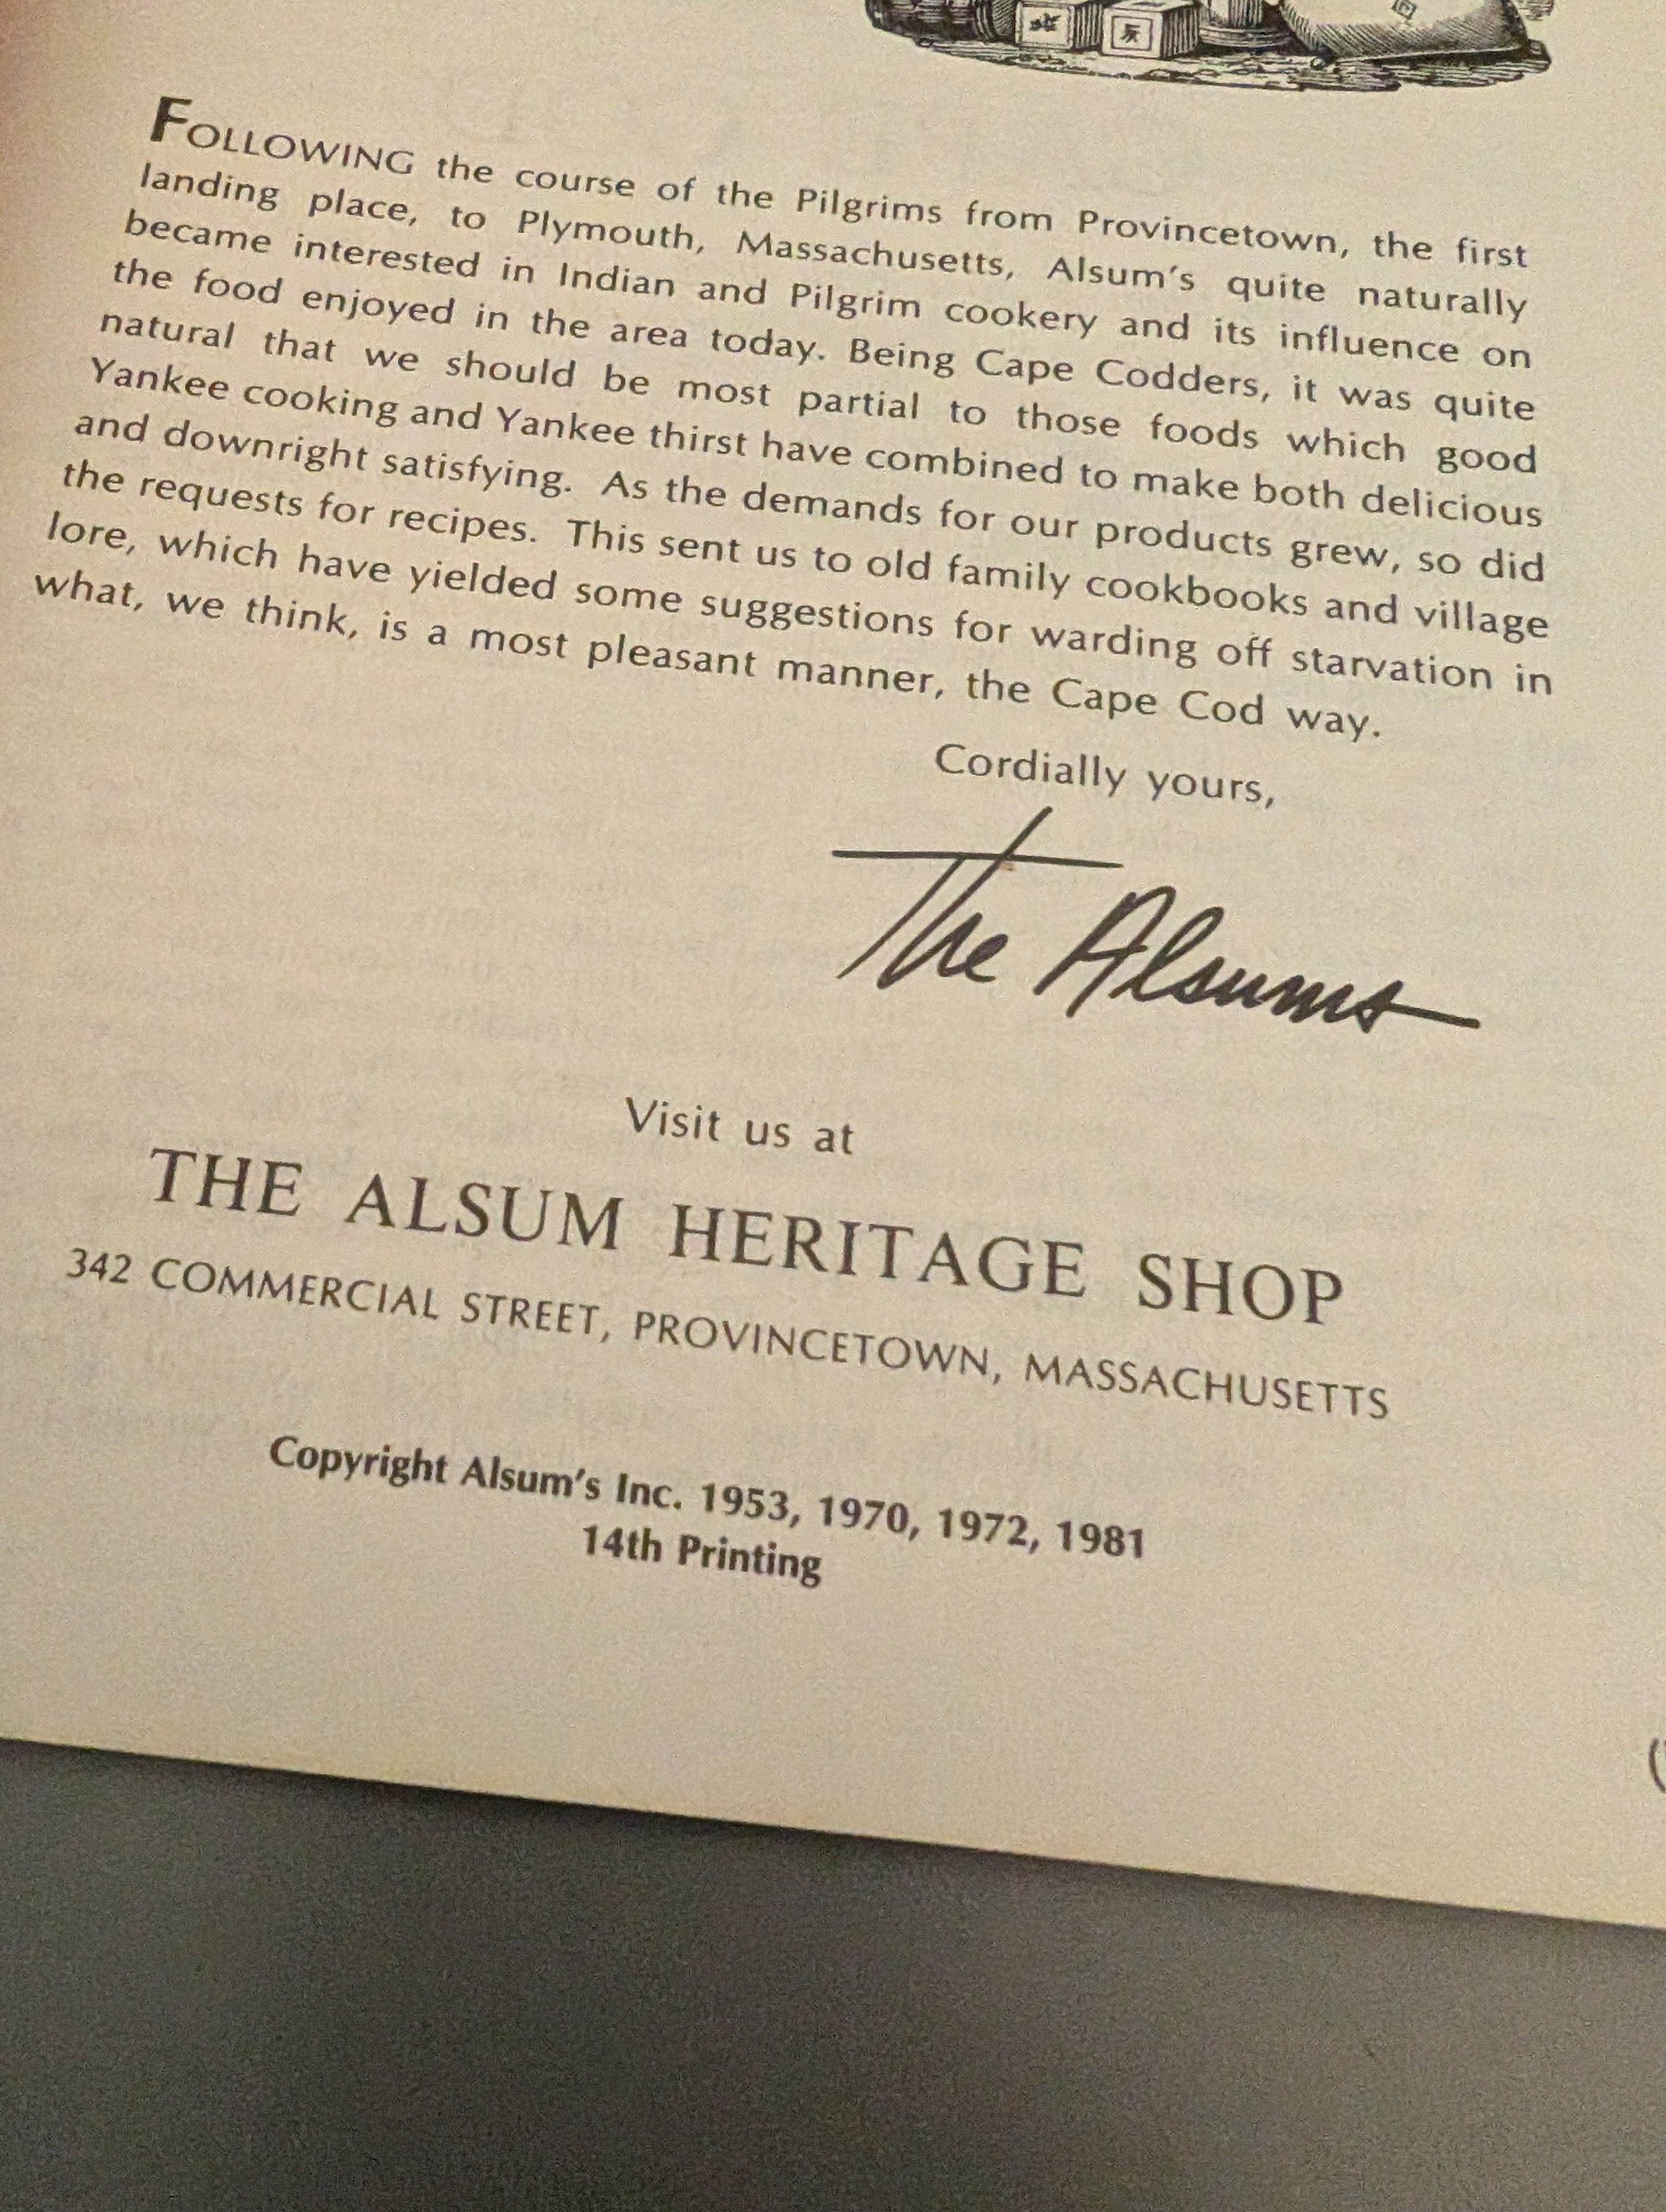 FOLLOWING the course of the Pilgrims from Provincetown, the first
landing place, to Plymouth, Massachusetts, Alsum's quite naturally
became interested in Indian and Pilgrim cookery and its influence on
the food enjoyed in the area today. Being Cape Codders, it was quite
natural that we should be most partial to those foods which good
Yankee cooking and Yankee thirst have combined to make both delicious
and downright satisfying. As the demands for our products grew, so did
the requests for recipes. This sent us to old family cookbooks and village
lore, which have yielded some suggestions for warding off starvation in
what, we think, is a most pleasant manner, the Cape Cod way.
Cordially yours,
The Alsums
Visit us at
THE ALSUM HERITAGE SHOP
342 COMMERCIAL STREET, PROVINCETOWN, MASSACHUSETTS
Copyright Alsum's Inc. 1953, 1970, 1972, 1981
14th Printing